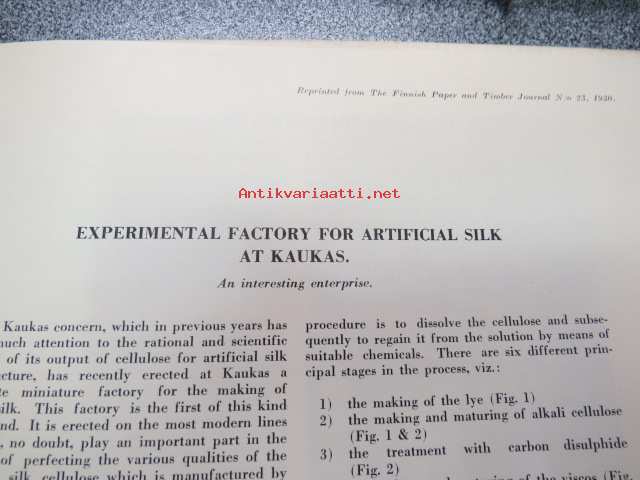 Reprinted from The Finnish Paper and Timber Journal N:o 23, 1930.
Antikvariaatti.net
EXPERIMENTAL FACTORY FOR ARTIFICIAL SILK
AT KAUKAS.
An interesting enterprise.
Kaukas concern, which in previous years has
much attention to the rational and scientific
of its output of cellulose for artificial silk
cture, has recently erected at Kaukas a
te miniature factory for the making of
silk. This factory is the first of this kind
nd. It is erected on the most modern lines
, no doubt, play an important part in the
of perfecting the various qualities of the
silk cellulose which is manufactured by
procedure is to dissolve the cellulose and subse-
quently to regain it from the solution by means of
suitable chemicals. There are six different prin-
cipal stages in the process, viz.:
1) the making of the lye (Fig. 1)
2) the making and maturing of alkali cellulose
(Fig. 1 & 2)
3) the treatment with carbon disulphide
(Fig. 2)
maturing of the viscos (Fig.